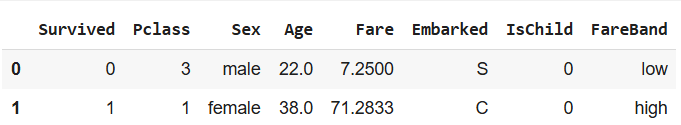 Survived Pclass Sex Age Fare Embarked IsChild FareBand
0 0 3 male 22.0 7.2500 S 0 low
1 1 1 female 38.0 71.2833 C 0 high